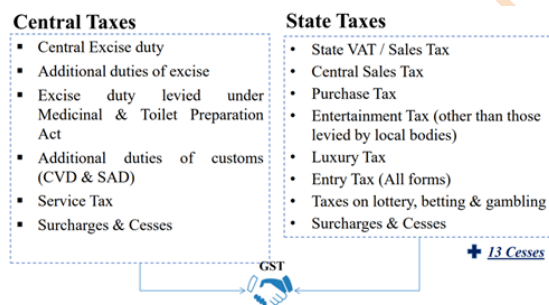 Central Taxes
▪ Central Excise duty
▪ Additional duties of excise
▪ Excise duty levied under
Medicinal & Toilet Preparation
Act
▪ Additional duties of customs
(CVD & SAD)
▪ Service Tax
▪ Surcharges & Cesses
State Taxes
• State VAT / Sales Tax
• Central Sales Tax
• Purchase Tax
• Entertainment Tax (other than those
levied by local bodies)
• Luxury Tax
• Entry Tax (All forms)
• Taxes on lottery, betting & gambling
• Surcharges & Cesses
+ 13 Cesses
GST